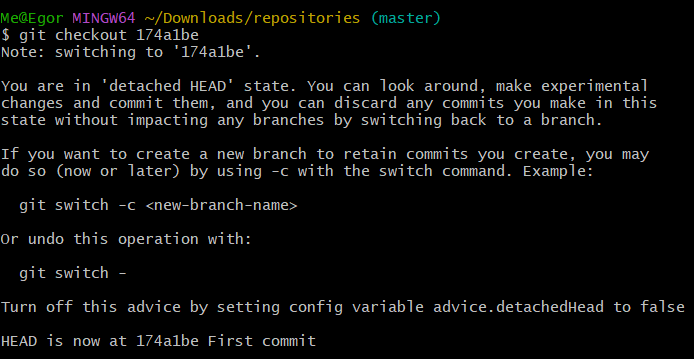 Me@Egor MINGW64 ~/Downloads/repositories (master)
$ git checkout 174a1be
Note: switching to '174a1be'.
You are in 'detached HEAD' state. You can look around, make experimental
changes and commit them, and you can discard any commits you make in this
state without impacting any branches by switching back to a branch.
If you want to create a new branch to retain commits you create, you may
do so (now or later) by using -c with the switch command. Example:
git switch -c <new-branch-name>
Or undo this operation with:
git switch -
Turn off this advice by setting config variable advice.detachedHead to false
HEAD is now at 174a1be First commit